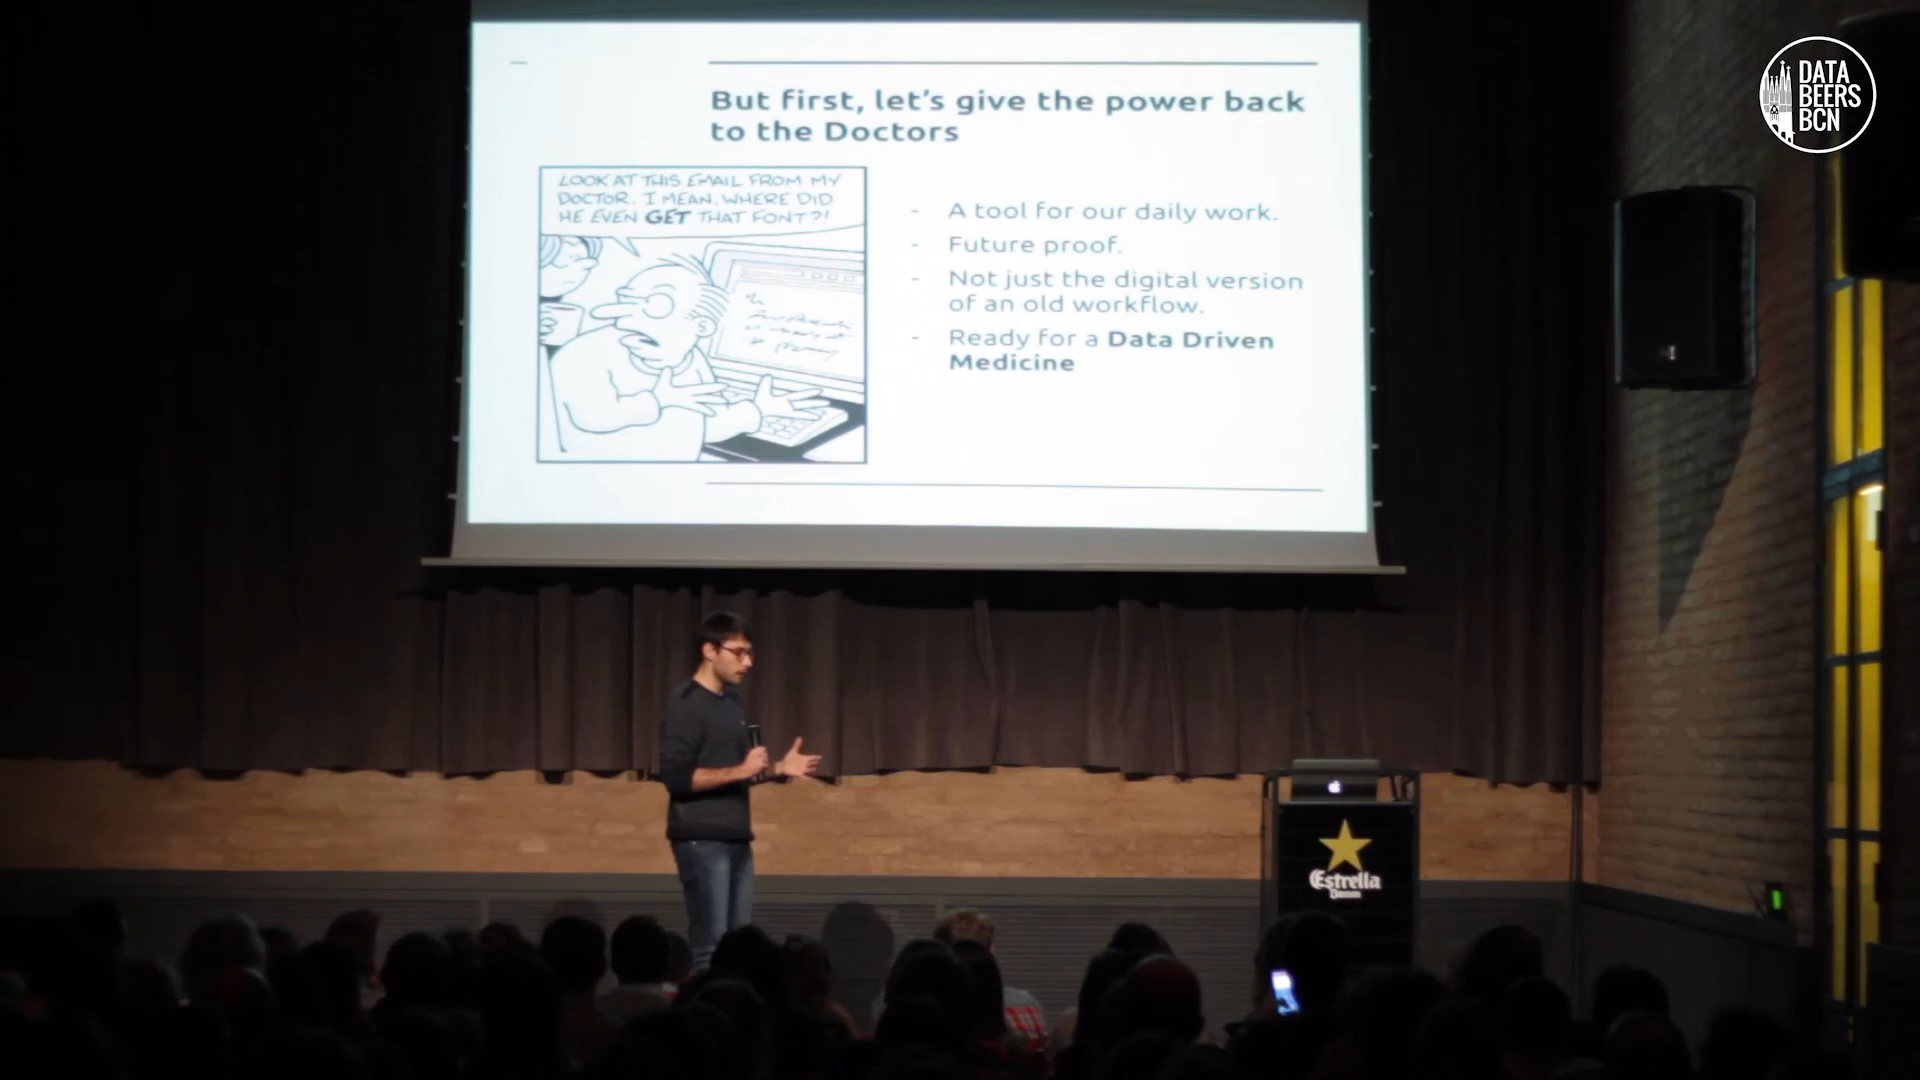 But first, let's give the power back
to the Doctors
LOOK AT THIS EMAIL FROM MY
DOCTOR. I MEAN, WHERE DID
HE EVEN GET THAT FONT?!
- A tool for our daily work.
- Future proof.
- Not just the digital version
of an old workflow.
- Ready for a Data Driven
Medicine
DATA
BEERS
BCN
Estrella
Damm